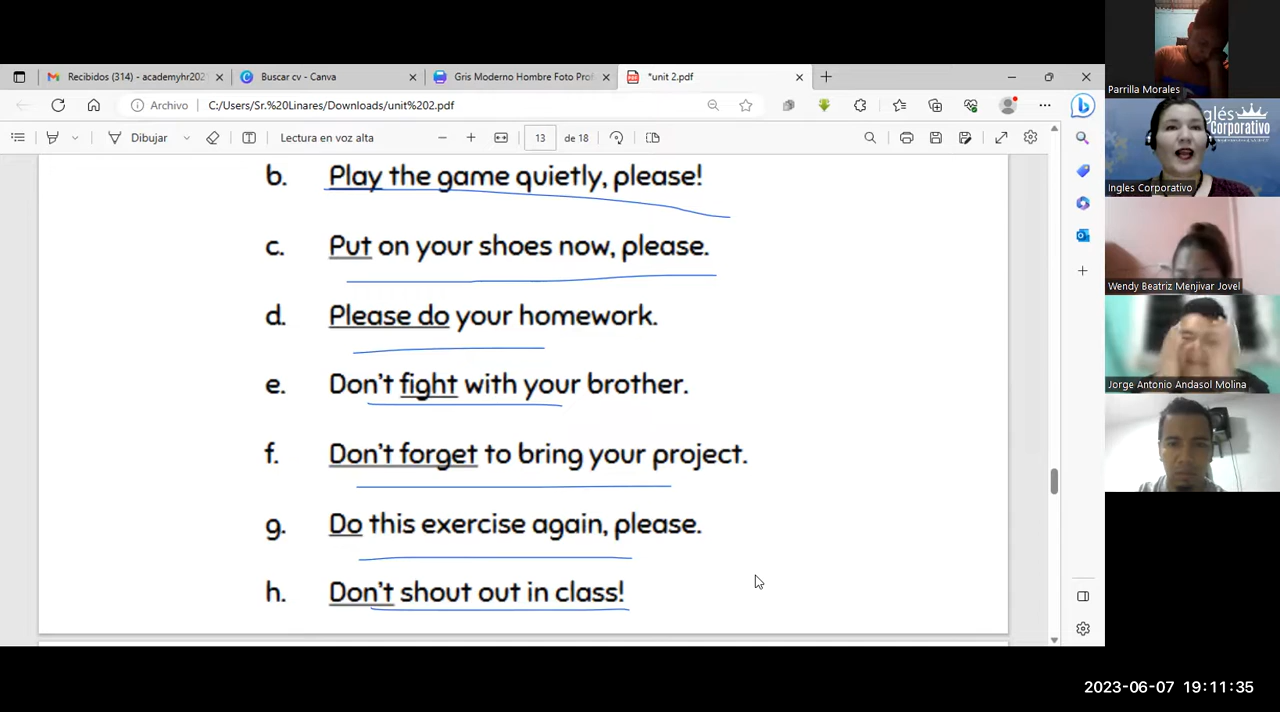 Recibidos (314) - academyhr202
Buscar cv - Canva
Gris Moderno Hombre Foto Prof
*unit 2.pdf
Archivo
C:/Users/Sr.%20Linares/Downloads/unit%202.pdf
Dibujar
Lectura en voz alta
13
de 18
b. Play the game quietly, please!
c. Put on your shoes now, please.
d. Please do your homework.
e. Don't fight with your brother.
f. Don't forget to bring your project.
g. Do this exercise again, please.
h. Don't shout out in class!
Parrilla Morales
Corporativo
Ingles Corporativo
Wendy Beatriz Menjivar Jovel
Jorge Antonio Andasol Molina
2023-06-07 19:11:35